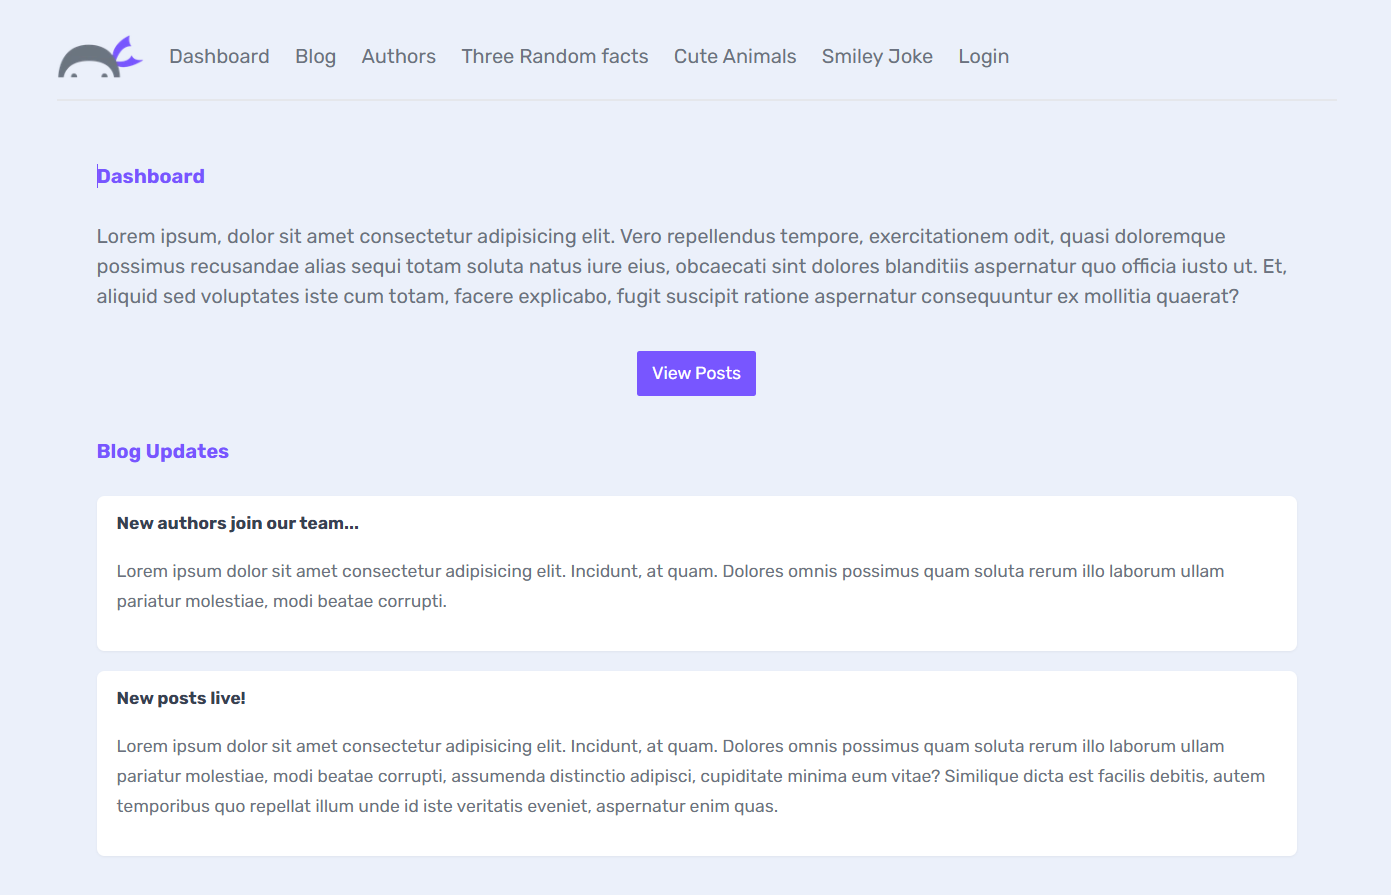 Dashboard Blog Authors Three Random facts Cute Animals Smiley Joke Login
Dashboard
Lorem ipsum, dolor sit amet consectetur adipisicing elit. Vero repellendus tempore, exercitationem odit, quasi doloremque
possimus recusandae alias sequi totam soluta natus iure eius, obcaecati sint dolores blanditiis aspernatur quo officia iusto ut. Et,
aliquid sed voluptates iste cum totam, facere explicabo, fugit suscipit ratione aspernatur consequuntur ex mollitia quaerat?
View Posts
Blog Updates
New authors join our team...
Lorem ipsum dolor sit amet consectetur adipisicing elit. Incidunt, at quam. Dolores omnis possimus quam soluta rerum illo laborum ullam
pariatur molestiae, modi beatae corrupti.
New posts live!
Lorem ipsum dolor sit amet consectetur adipisicing elit. Incidunt, at quam. Dolores omnis possimus quam soluta rerum illo laborum ullam
pariatur molestiae, modi beatae corrupti, assumenda distinctio adipisci, cupiditate minima eum vitae? Similique dicta est facilis debitis, autem
temporibus quo repellat illum unde id iste veritatis eveniet, aspernatur enim quas.